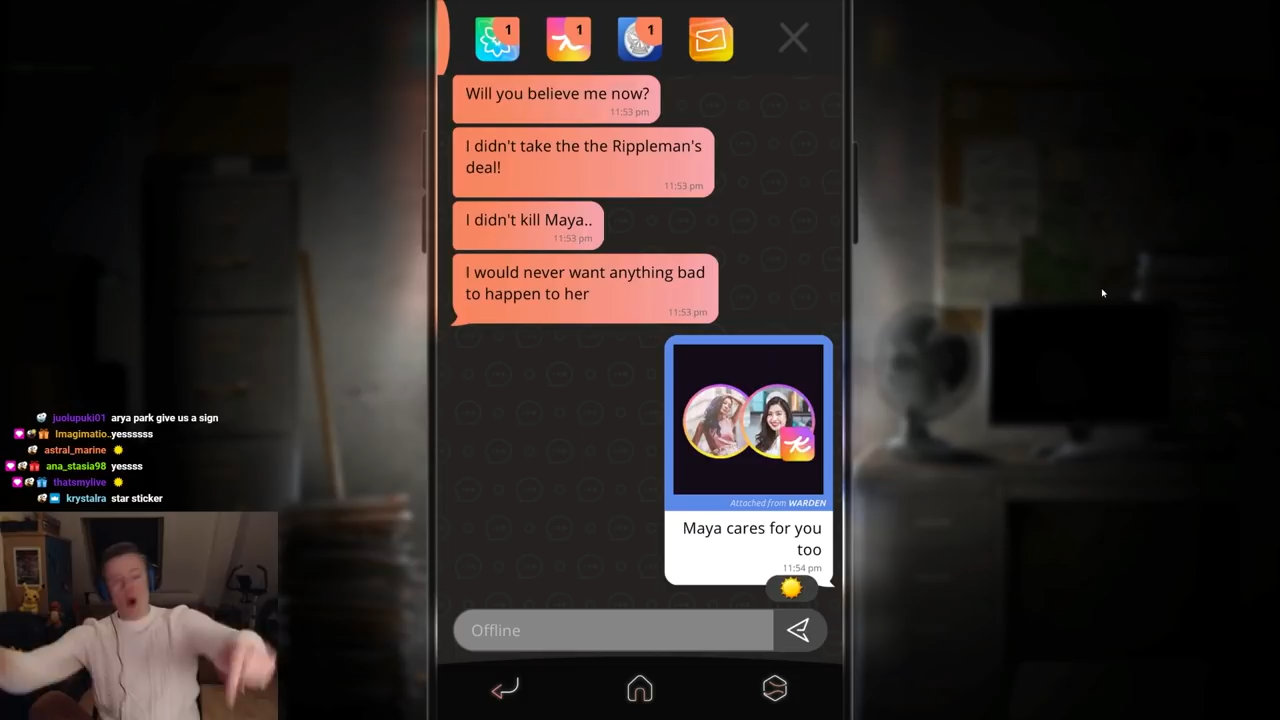 1
1
1
Will you believe me now?
11:53 pm
I didn't take the the Rippleman's
deal!
11:53 pm
I didn't kill Maya..
11:53 pm
I would never want anything bad
to happen to her
11:53 pm
Attached from WARDEN
Maya cares for you
too
11:54 pm
Offline
juolupuki01 arya park give us a sign
Imaginatio.. yesssss
astral_marine
ana_stasia98 yessss
thatsmylive
krystalra star sticker